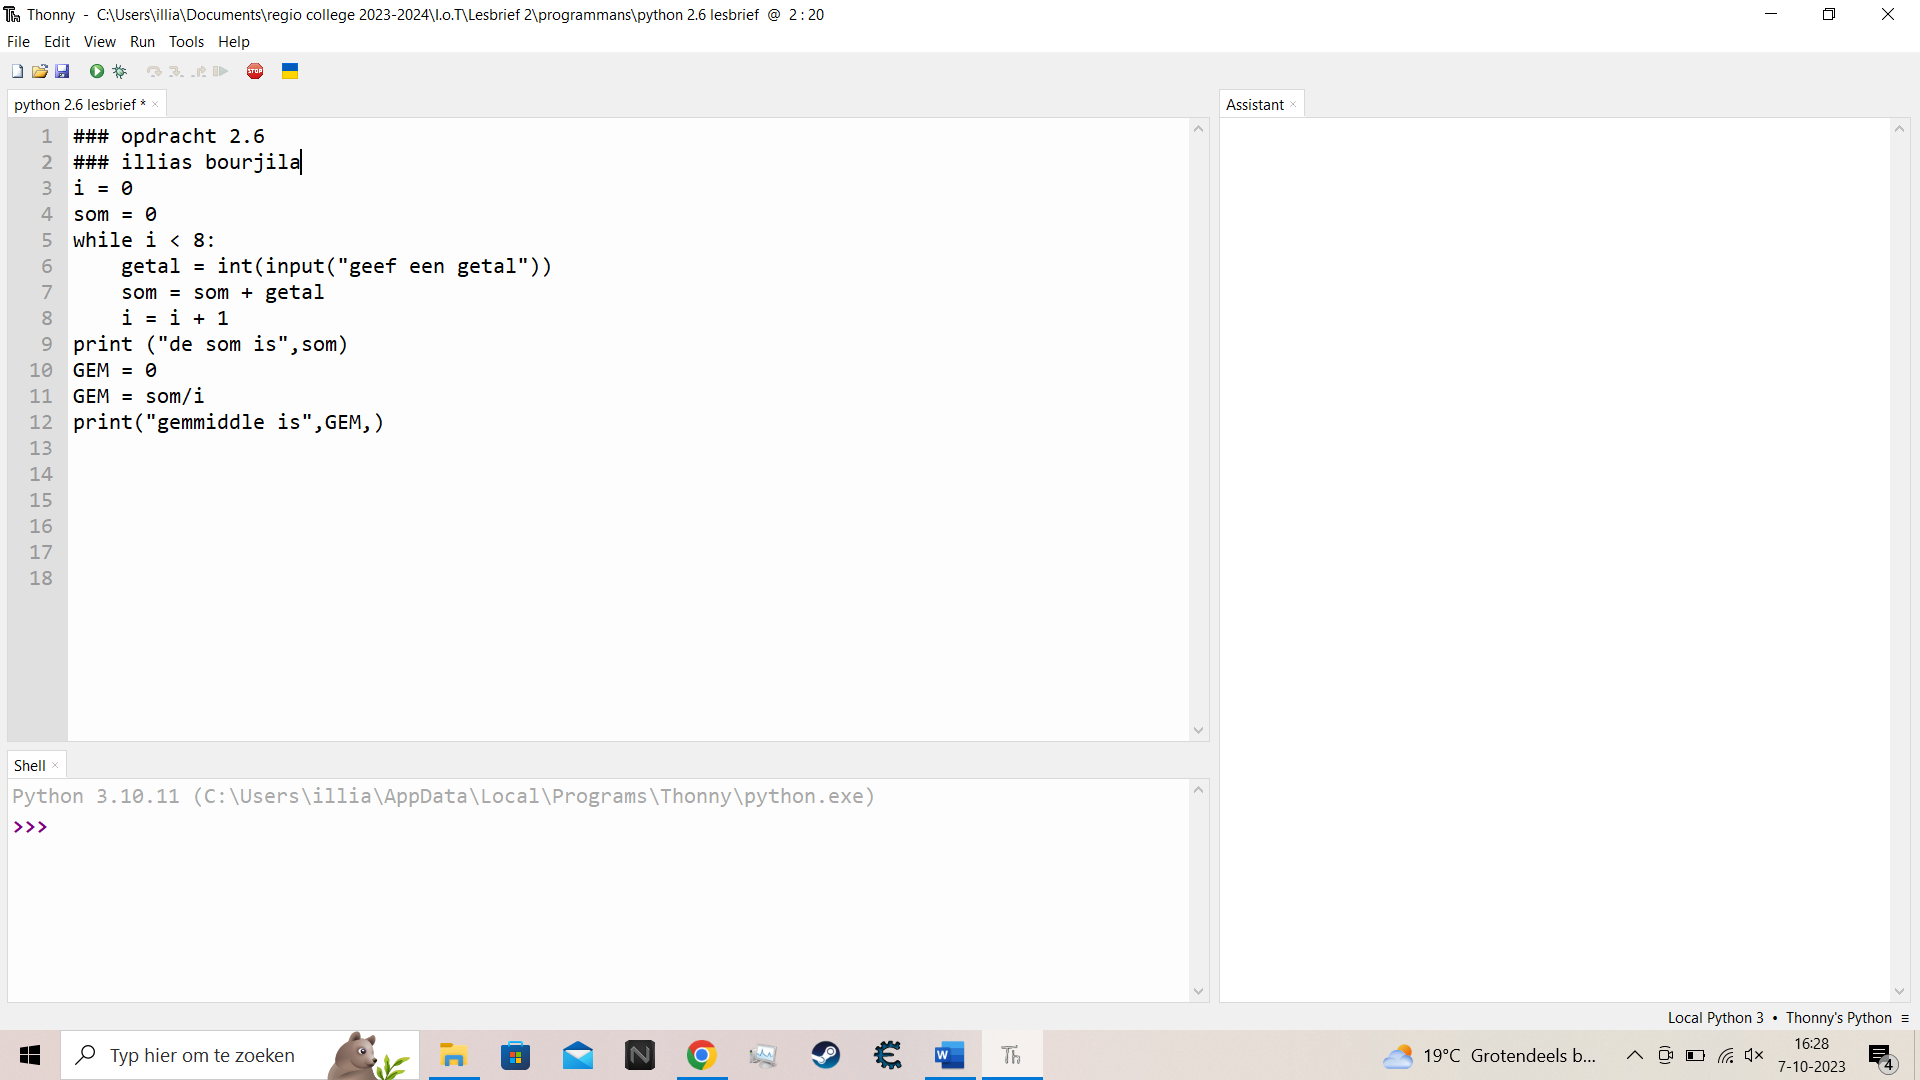 Thonny - C:\Users\illia\Documents\regio college 2023-2024\I.o.T\Lesbrief 2\programmans\python 2.6 lesbrief @ 2 : 20
File Edit View Run Tools Help
STOP
python 2.6 lesbrief * ×
Assistant ×
1 ### opdracht 2.6
2 ### illias bourjila
3 i = 0
4 som = 0
5 while i < 8:
6     getal = int(input("geef een getal"))
7     som = som + getal
8     i = i + 1
9 print ("de som is",som)
10 GEM = 0
11 GEM = som/i
12 print("gemmiddle is",GEM,)
13
14
15
16
17
18
Shell ×
Python 3.10.11 (C:\Users\illia\AppData\Local\Programs\Thonny\python.exe)
>>>
Local Python 3 • Thonny's Python ≡
Typ hier om te zoeken
19°C Grotendeels b...
16:28
7-10-2023
4